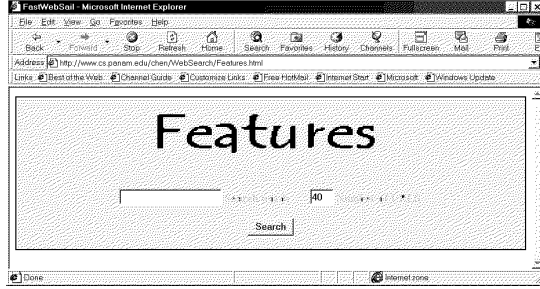 FastWebSail - Microsoft Internet Explorer
File Edit View Go Favorites Help
Back Forward Stop Refresh Home Search Favorites History Channels Fullscreen Mail Print
Address http://www.cs.panam.edu/chen/WebSearch/Features.html
Links Best of the Web Channel Guide Customize Links Free HotMail Internet Start Microsoft Windows Update
Features
40
Search
Done Internet zone